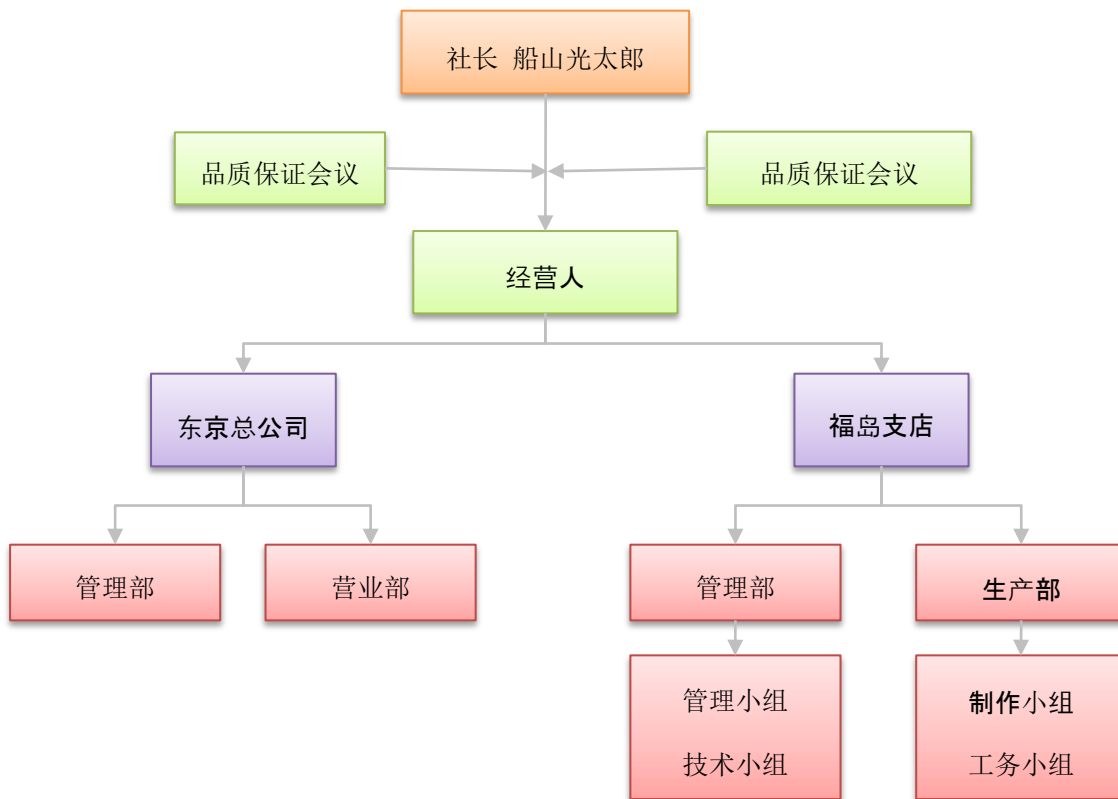 社长 船山光太郎
品质保证会议
品质保证会议
经营人
东京总公司
福岛支店
管理部
营业部
管理部
生产部
管理小组
技术小组
制作小组
工务小组